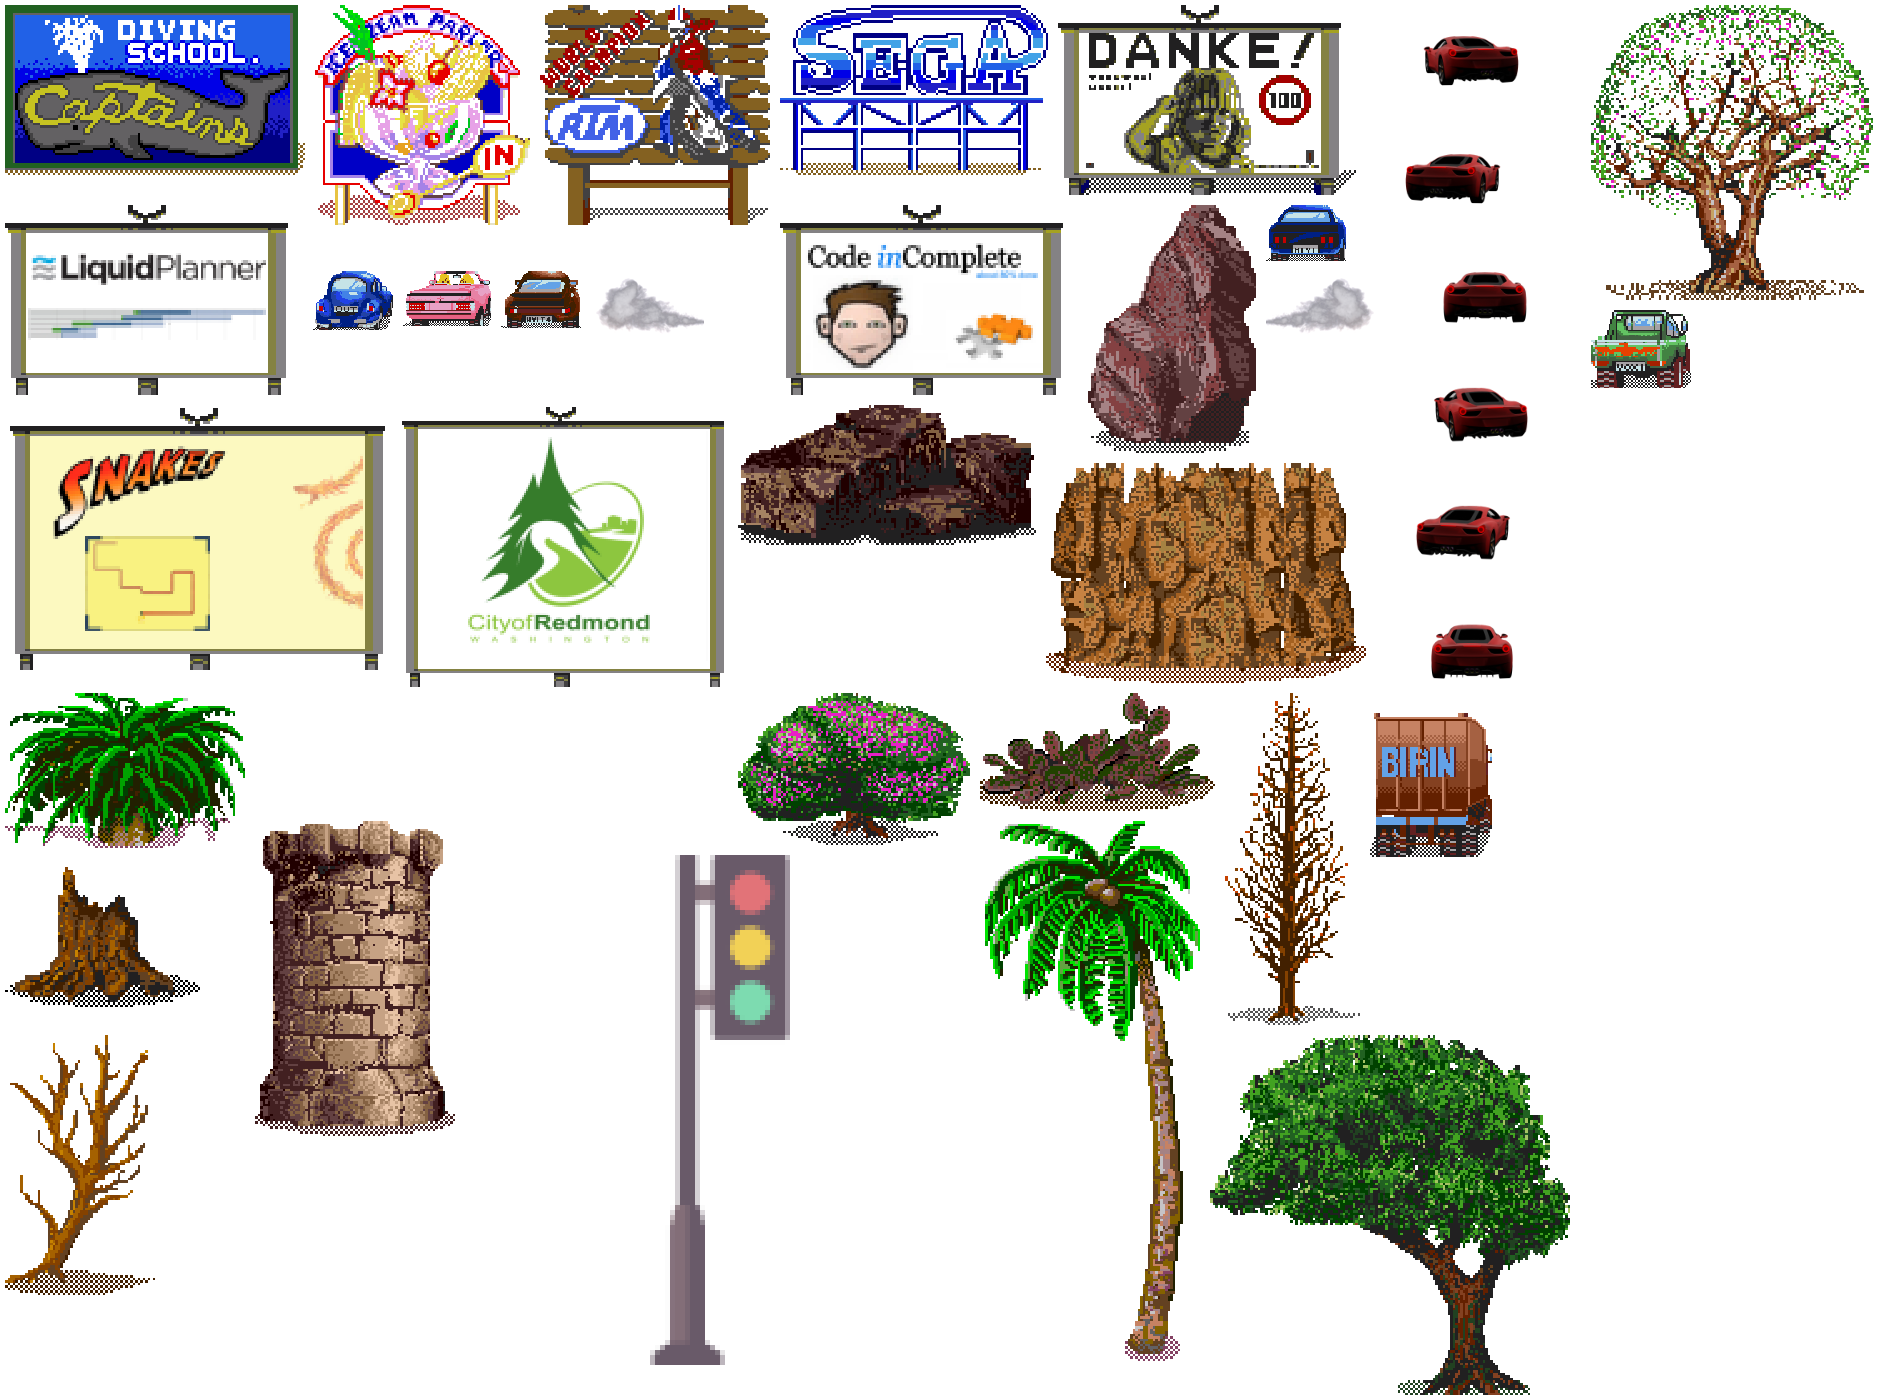 DIVING
SCHOOL.
Captains
ICE CREAM PARLOR
IN
WORLD
RTM
SEGA
DANKE!
100
LiquidPlanner
Code inComplete
SNAKES
CityofRedmond
WASHINGTON
BIRIN